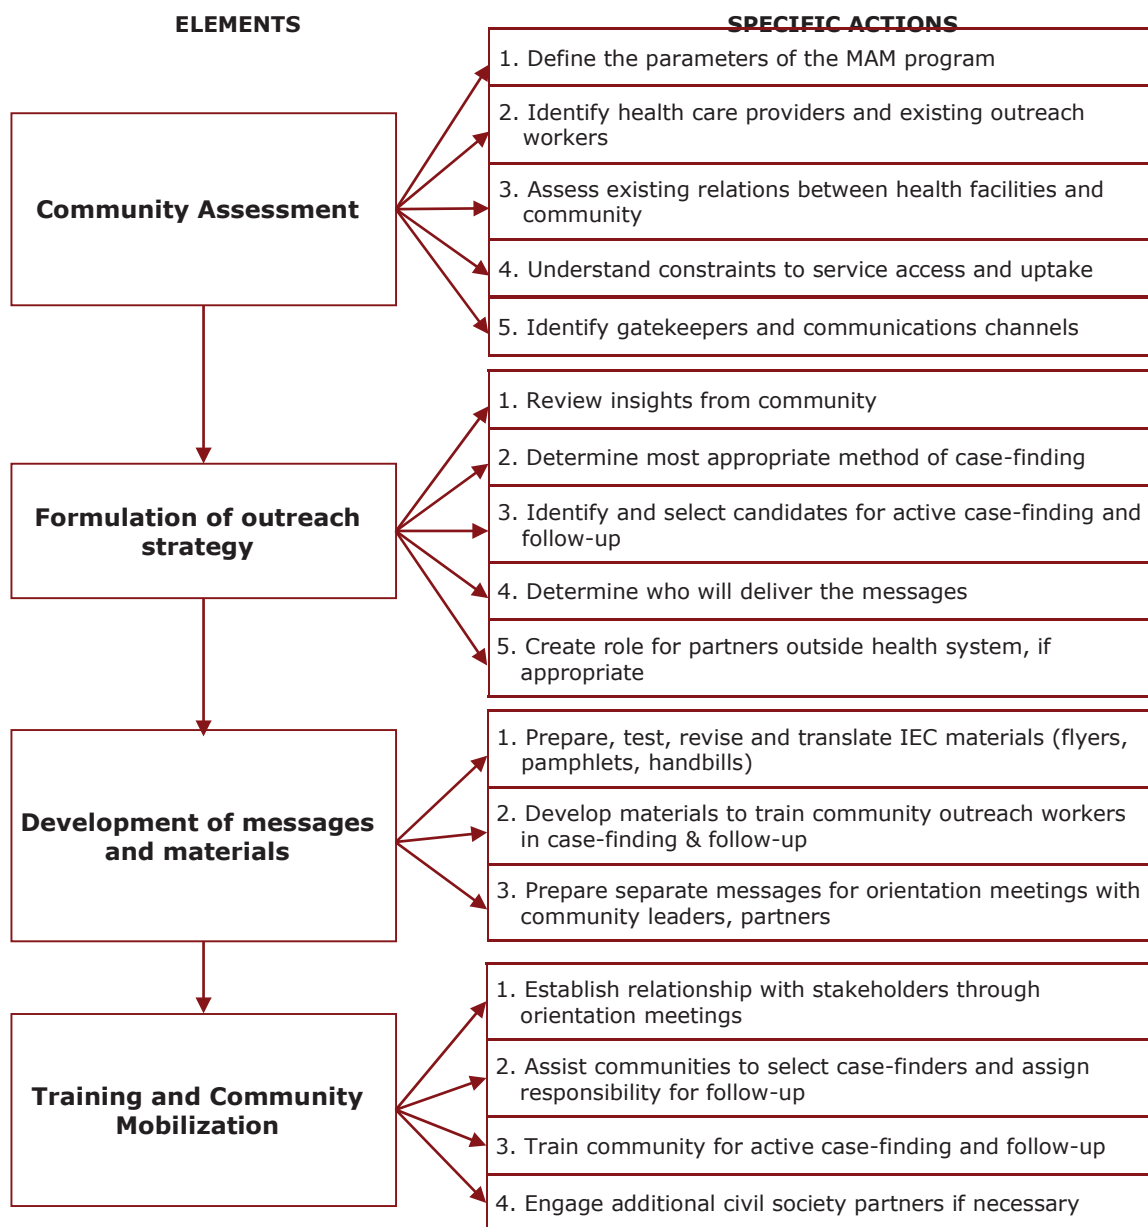 ELEMENTS
SPECIFIC ACTIONS
Community Assessment
1. Define the parameters of the MAM program
2. Identify health care providers and existing outreach
workers
3. Assess existing relations between health facilities and
community
4. Understand constraints to service access and uptake
5. Identify gatekeepers and communications channels
Formulation of outreach
strategy
1. Review insights from community
2. Determine most appropriate method of case-finding
3. Identify and select candidates for active case-finding and
follow-up
4. Determine who will deliver the messages
5. Create role for partners outside health system, if
appropriate
Development of messages
and materials
1. Prepare, test, revise and translate IEC materials (flyers,
pamphlets, handbills)
2. Develop materials to train community outreach workers
in case-finding & follow-up
3. Prepare separate messages for orientation meetings with
community leaders, partners
Training and Community
Mobilization
1. Establish relationship with stakeholders through
orientation meetings
2. Assist communities to select case-finders and assign
responsibility for follow-up
3. Train community for active case-finding and follow-up
4. Engage additional civil society partners if necessary